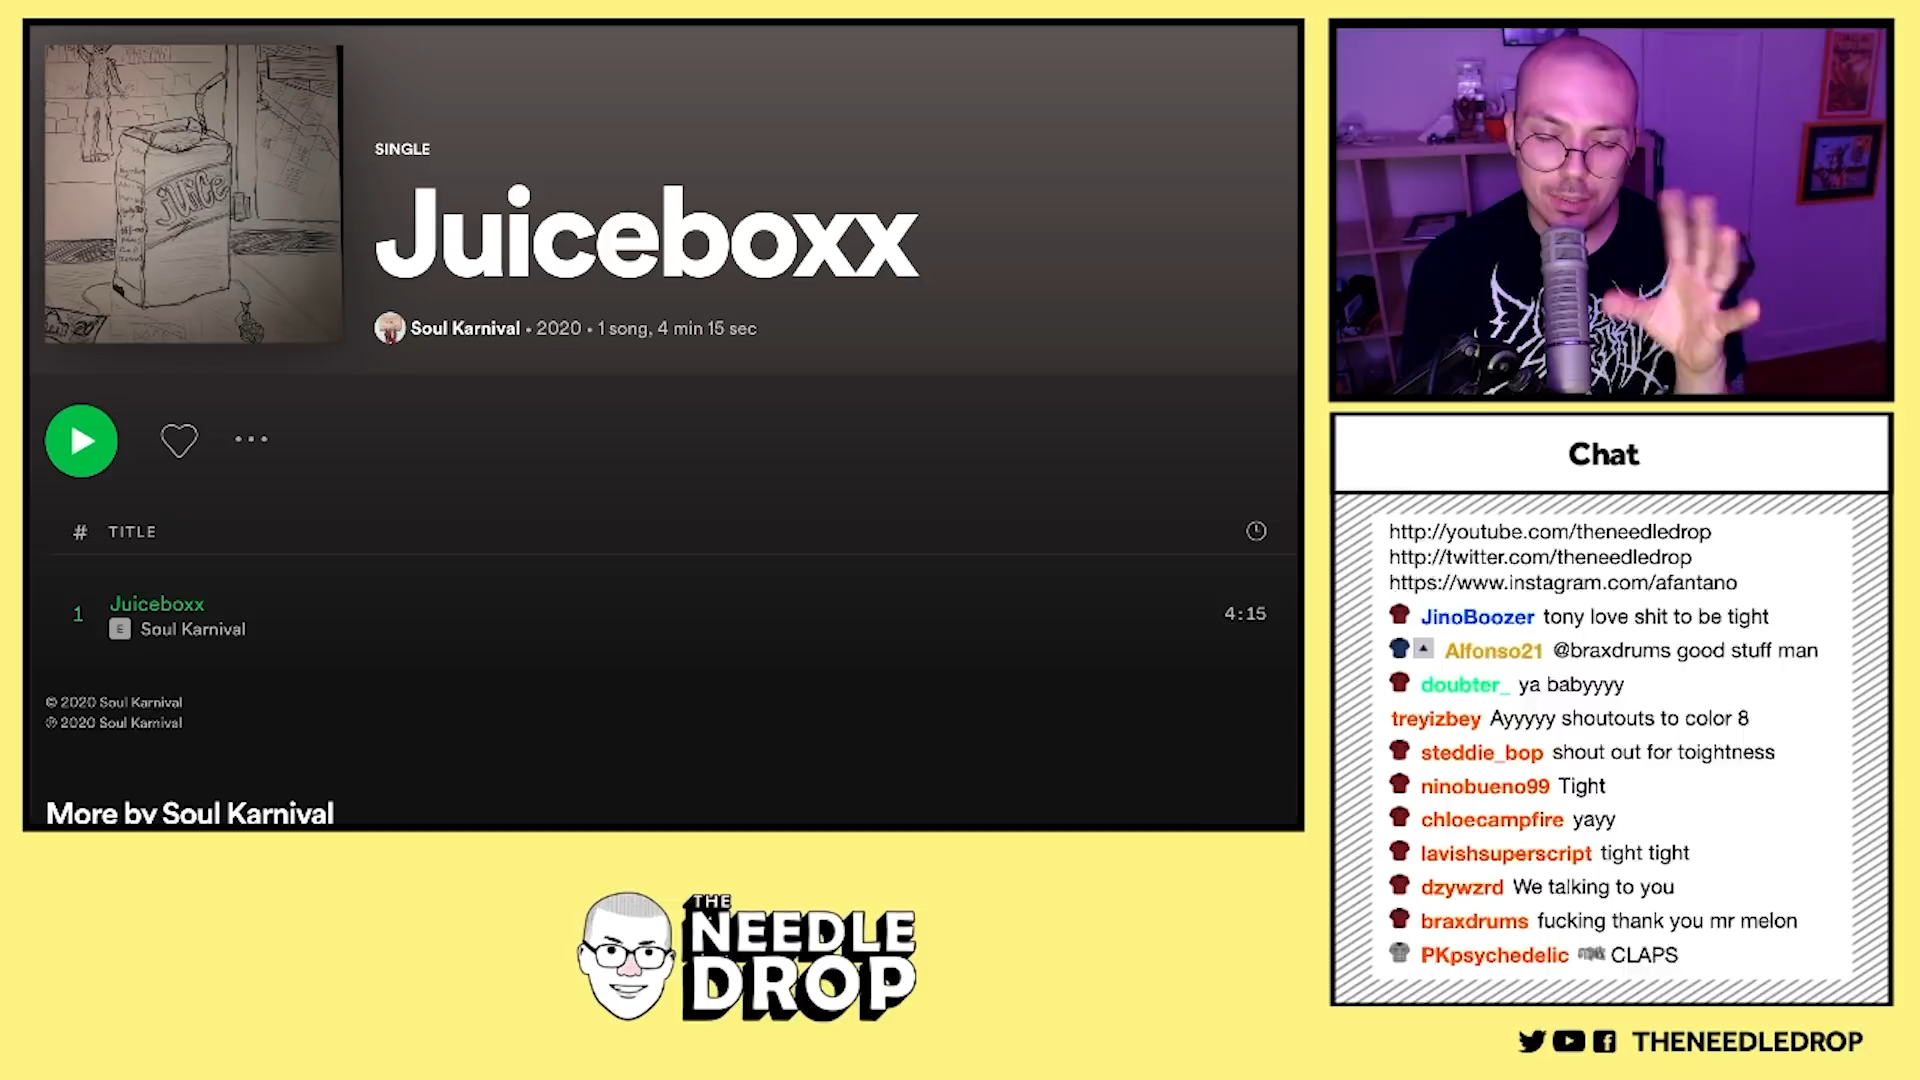 juice
SINGLE
Juiceboxx
Soul Karnival • 2020 • 1 song, 4 min 15 sec
# TITLE
1 Juiceboxx 4:15
E Soul Karnival
© 2020 Soul Karnival
℗ 2020 Soul Karnival
More by Soul Karnival
THE
NEEDLE
DROP
Chat
http://youtube.com/theneedledrop
http://twitter.com/theneedledrop
https://www.instagram.com/afantano
JinoBoozer tony love shit to be tight
Alfonso21 @braxdrums good stuff man
doubter_ ya babyyyy
treyizbey Ayyyyy shoutouts to color 8
steddie_bop shout out for toightness
ninobueno99 Tight
chloecampfire yayy
lavishsuperscript tight tight
dzywzrd We talking to you
braxdrums fucking thank you mr melon
PKpsychedelic CLAPS
THENEEDLEDROP